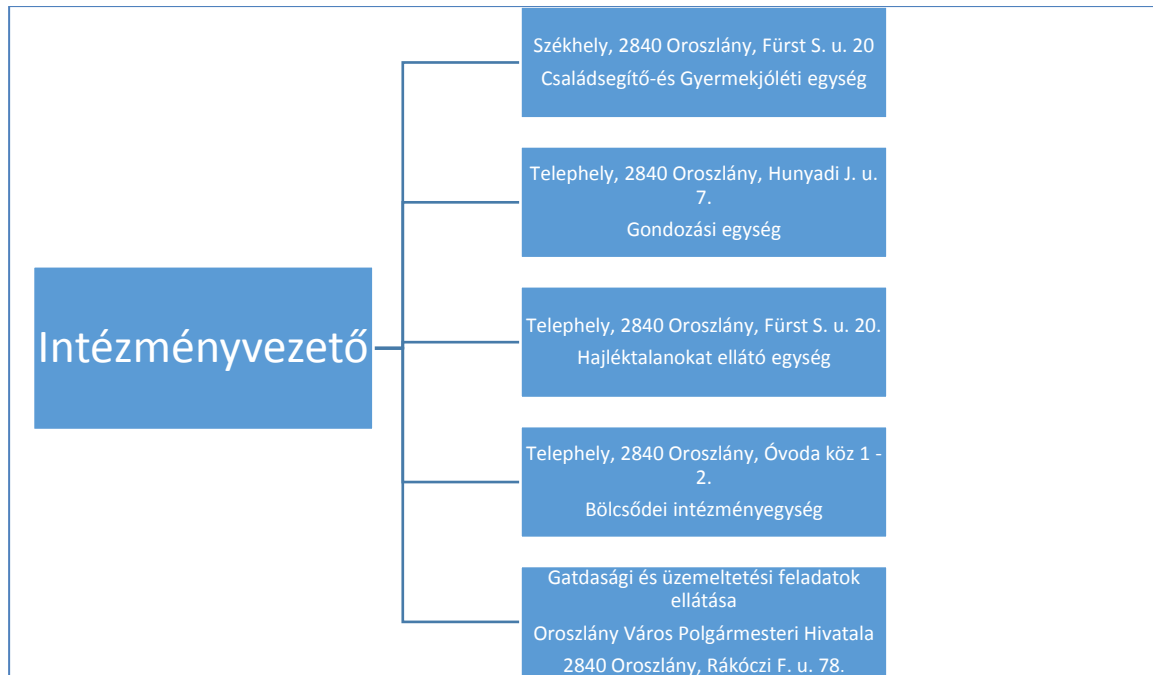 Székhely, 2840 Oroszlány, Fürst S. u. 20
Családsegítő-és Gyermekjóléti egység
Telephely, 2840 Oroszlány, Hunyadi J. u.
7.
Gondozási egység
Intézményvezető
Telephely, 2840 Oroszlány, Fürst S. u. 20.
Hajléktalanokat ellátó egység
Telephely, 2840 Oroszlány, Óvoda köz 1 -
2.
Bölcsődei intézményegység
Gatdasági és üzemeltetési feladatok
ellátása
Oroszlány Város Polgármesteri Hivatala
2840 Oroszlány, Rákóczi F. u. 78.